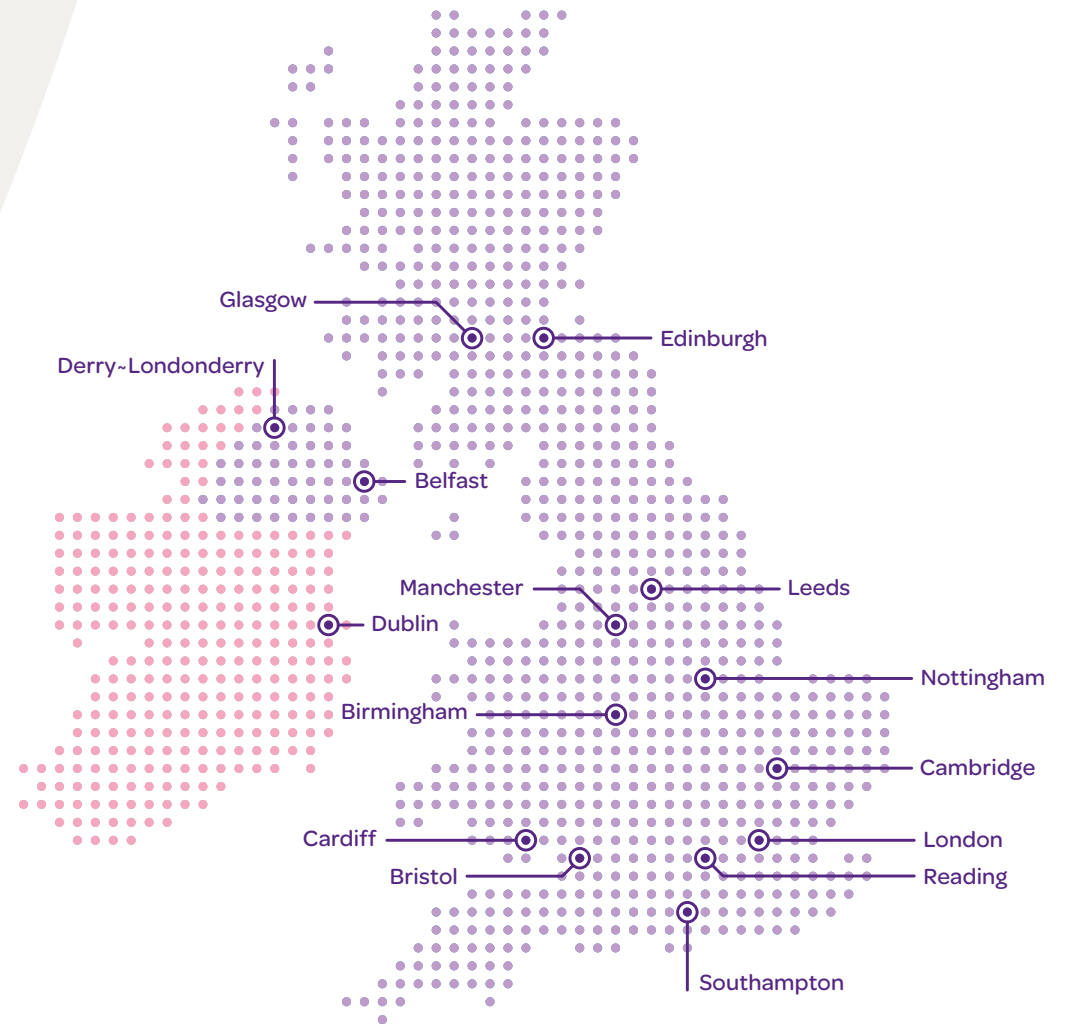 Glasgow
Edinburgh
Derry~Londonderry
Belfast
Manchester
Leeds
Dublin
Nottingham
Birmingham
Cambridge
Cardiff
London
Bristol
Reading
Southampton